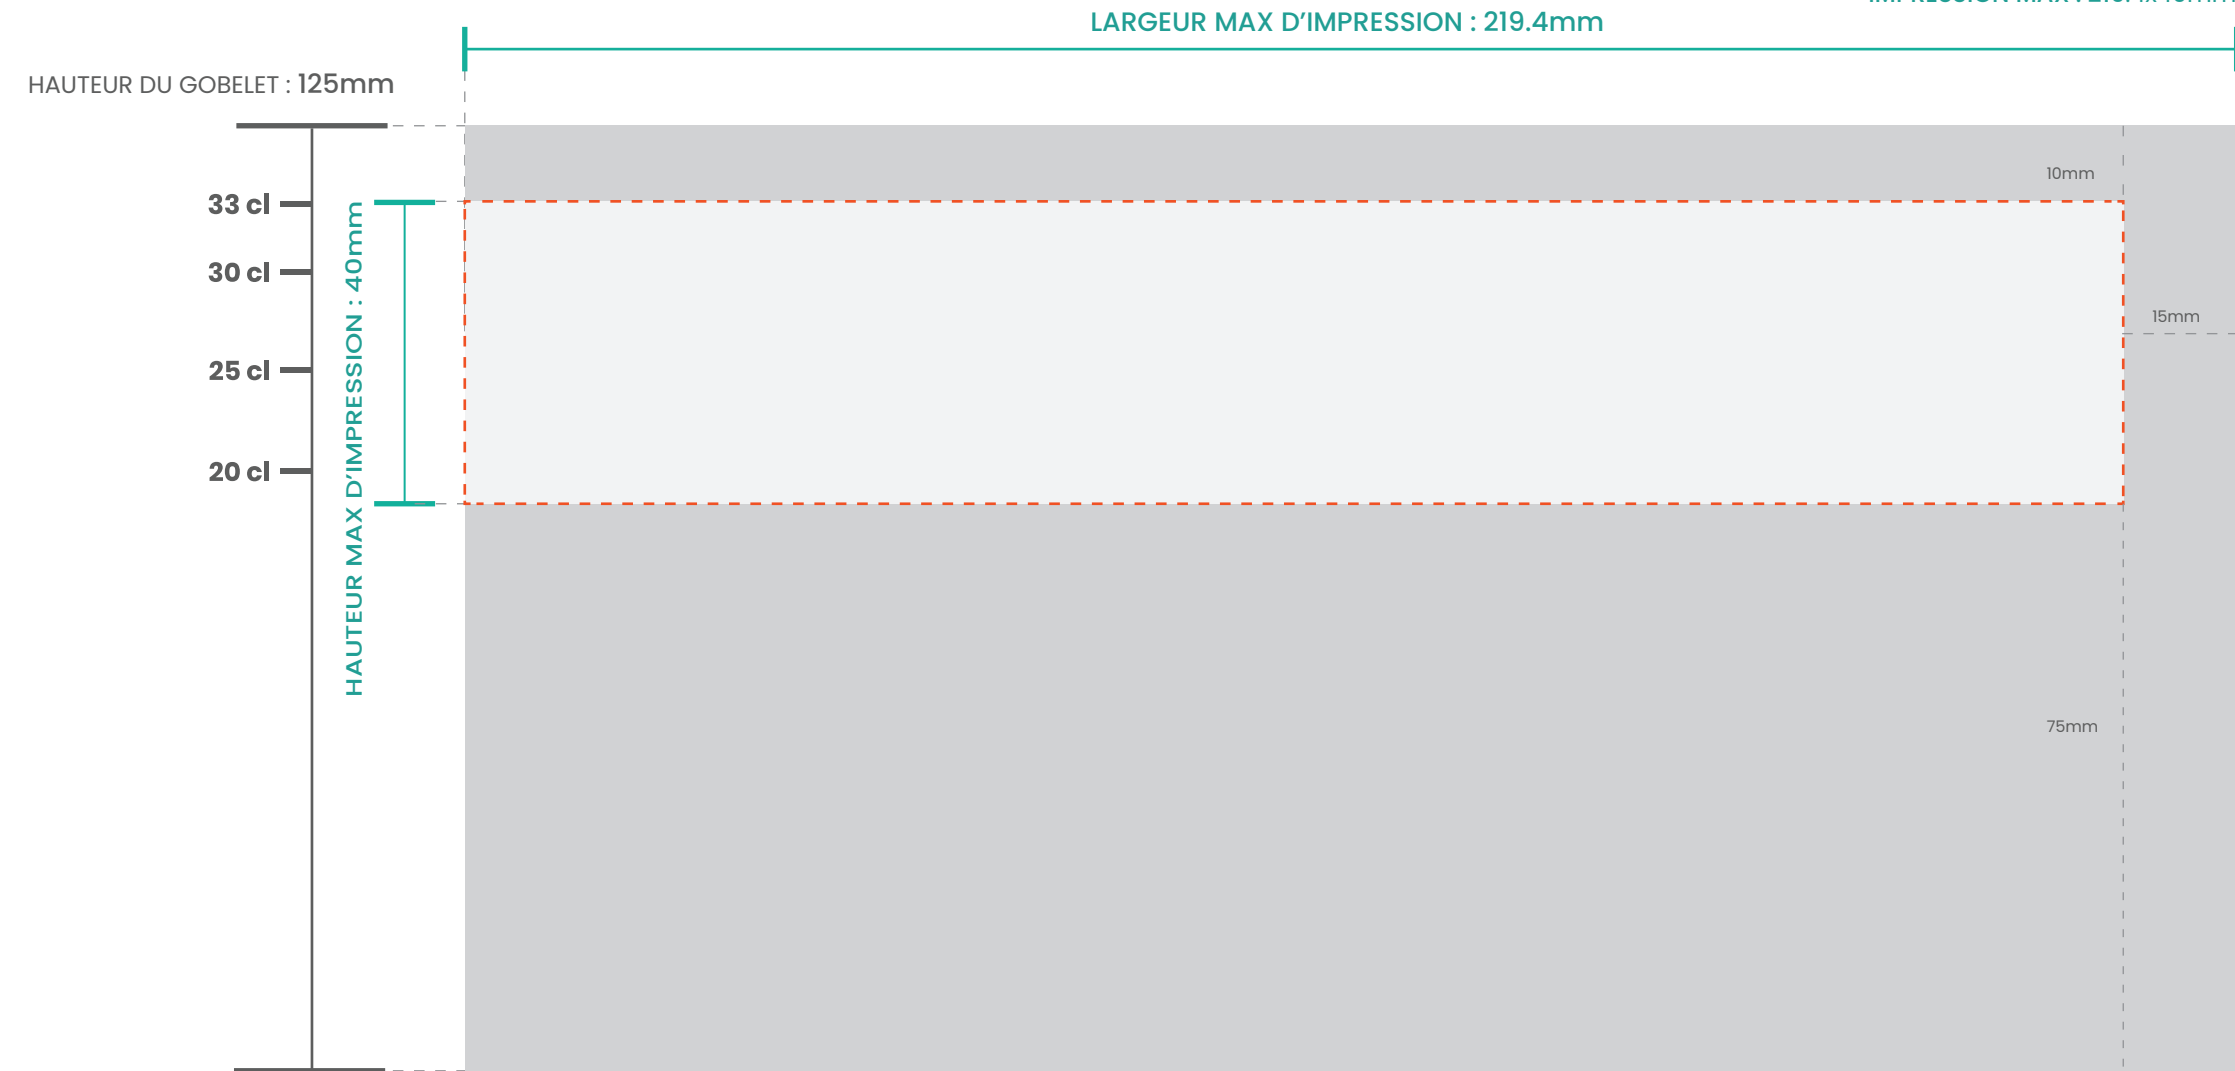 LARGEUR MAX D’IMPRESSION : 219.4mm
HAUTEUR DU GOBELET : 125mm
10mm
33 cl
30 cl
15mm
25 cl
20 cl
HAUTEUR MAX D’IMPRESSION : 40mm
75mm